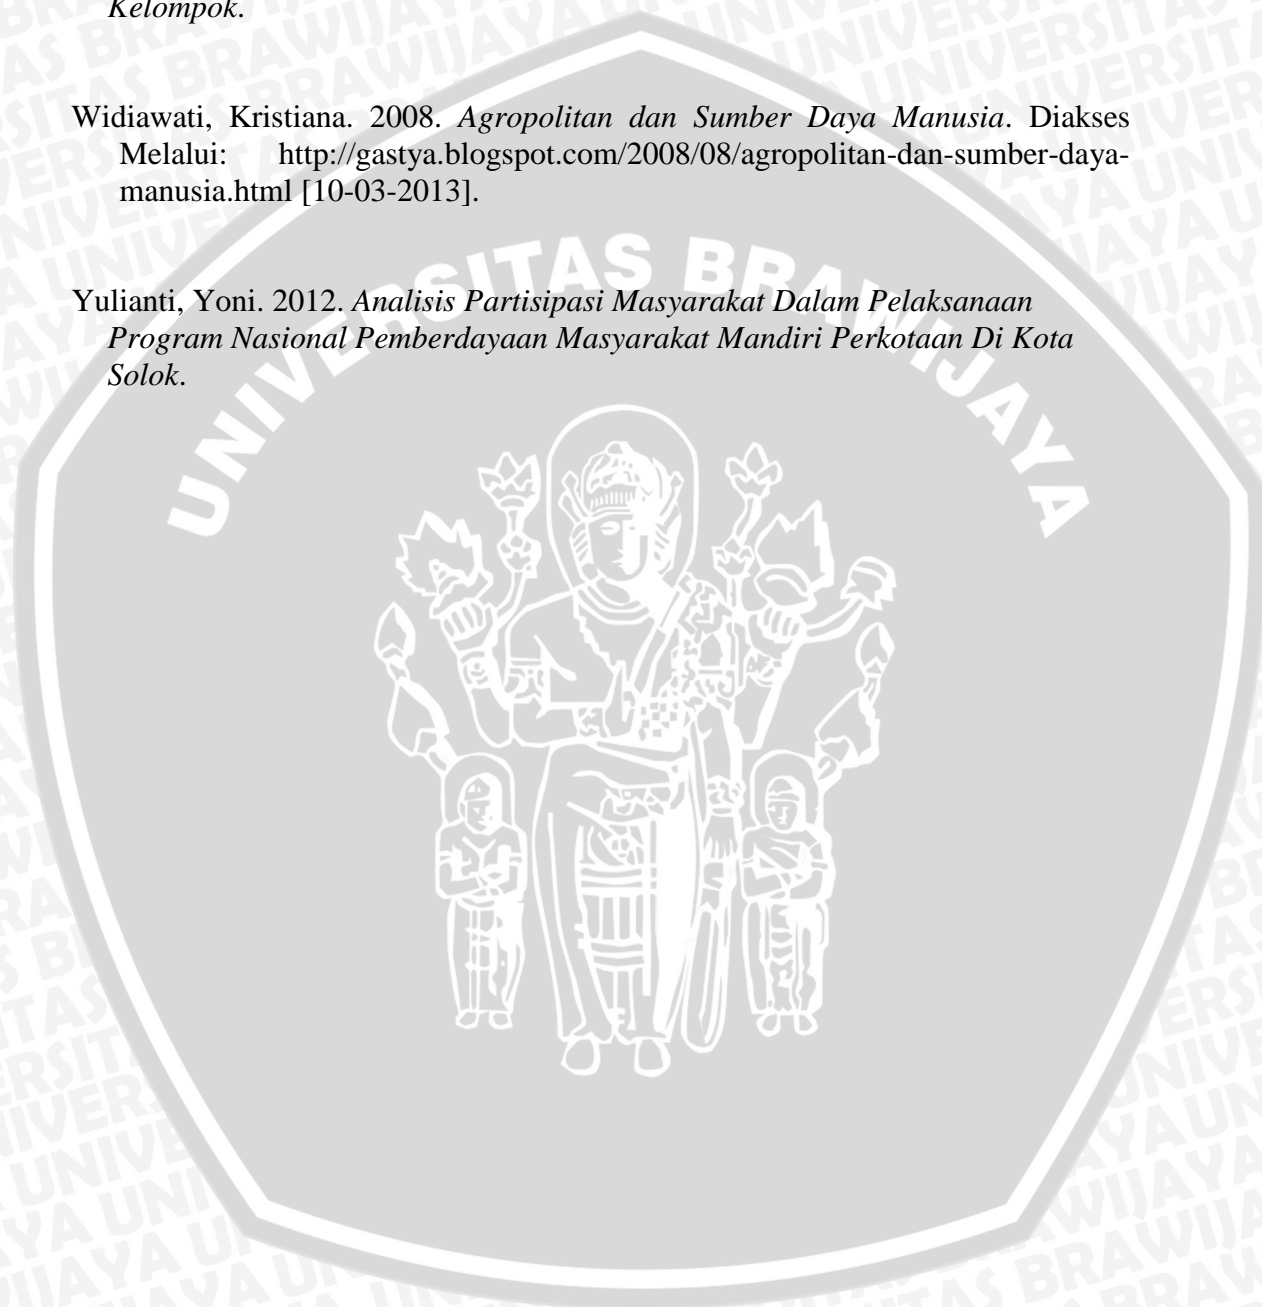 Kelompok.
Widiawati, Kristiana. 2008. Agropolitan dan Sumber Daya Manusia. Diakses
Melalui: http://gastya.blogspot.com/2008/08/agropolitan-dan-sumber-daya-
manusia.html [10-03-2013].
Yulianti, Yoni. 2012. Analisis Partisipasi Masyarakat Dalam Pelaksanaan
Program Nasional Pemberdayaan Masyarakat Mandiri Perkotaan Di Kota
Solok.
UNIVERSITAS BRAWIJAYA